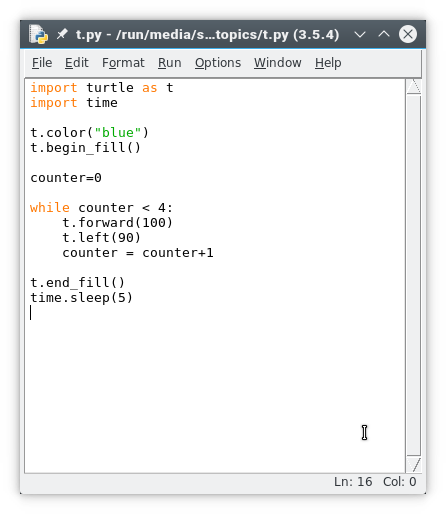 t.py - /run/media/s...topics/t.py (3.5.4)
File Edit Format Run Options Window Help
import turtle as t
import time
t.color("blue")
t.begin_fill()
counter=0
while counter < 4:
    t.forward(100)
    t.left(90)
    counter = counter+1
t.end_fill()
time.sleep(5)
Ln: 16 Col: 0